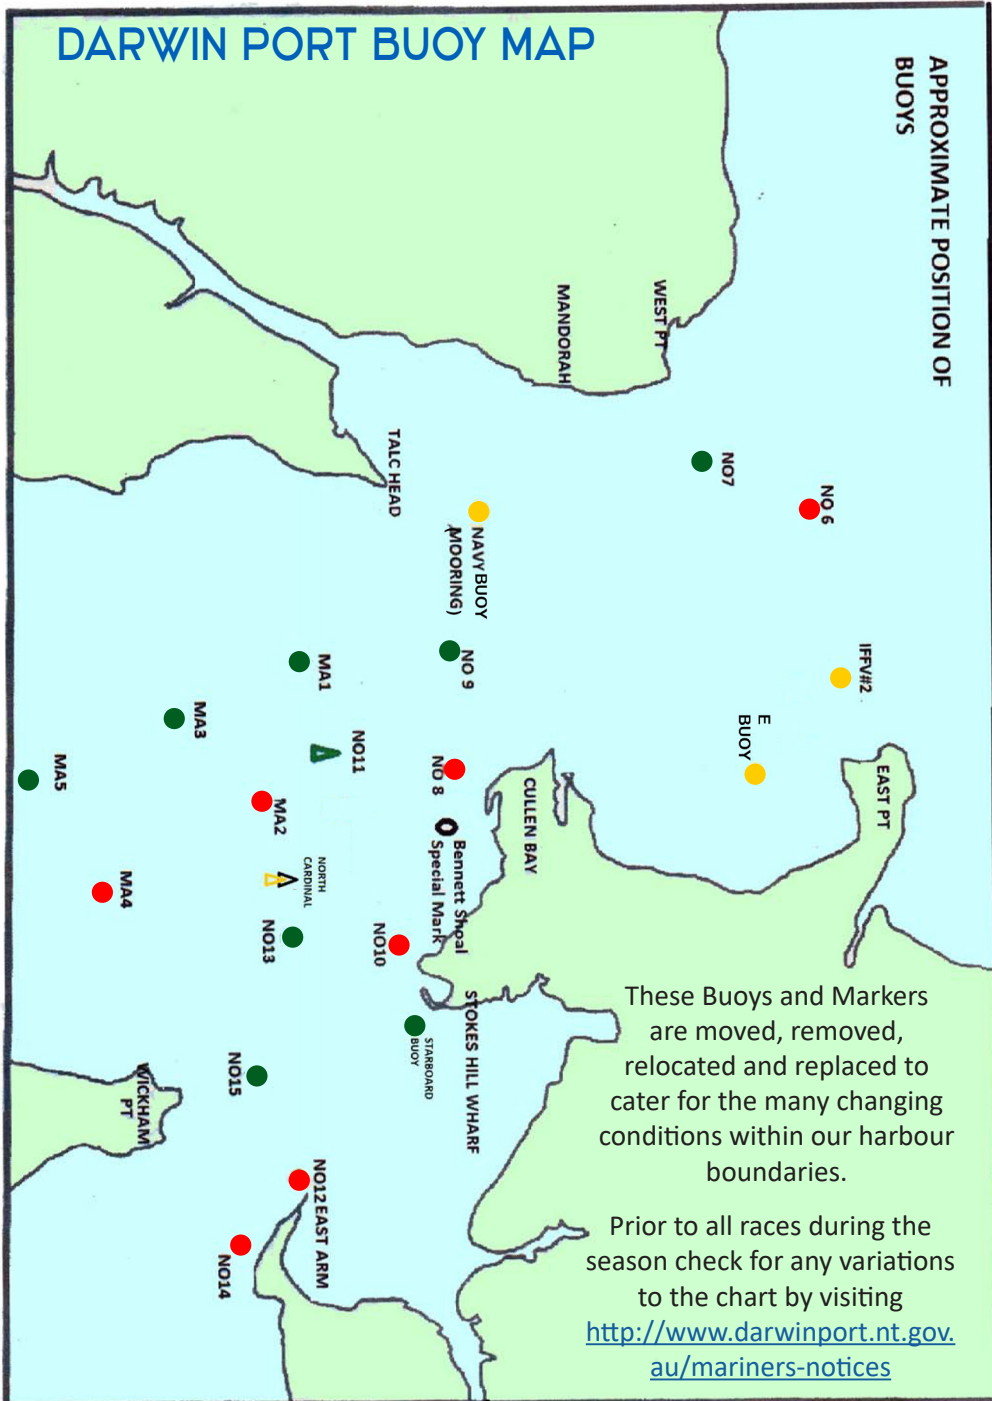 DARWIN PORT BUOY MAP
APPROXIMATE POSITION OF
BUOYS
WEST PT
MANDORAH
TALC HEAD
NO7
NO 6
NAVY BUOY
(MOORING)
NO 9
IFFV#2
E
BUOY
EAST PT
MA1
MA3
MA5
NO11
NO 8
CULLEN BAY
MA2
Bennett Shoal
Special Mark
NORTH
CARDINAL
MA4
NO13
NO10
STOKES HILL WHARF
STARBOARD
BUOY
NO15
WICKHAM
PT
NO12
EAST ARM
NO14
These Buoys and Markers
are moved, removed,
relocated and replaced to
cater for the many changing
conditions within our harbour
boundaries.
Prior to all races during the
season check for any variations
to the chart by visiting
http://www.darwinport.nt.gov.
au/mariners-notices